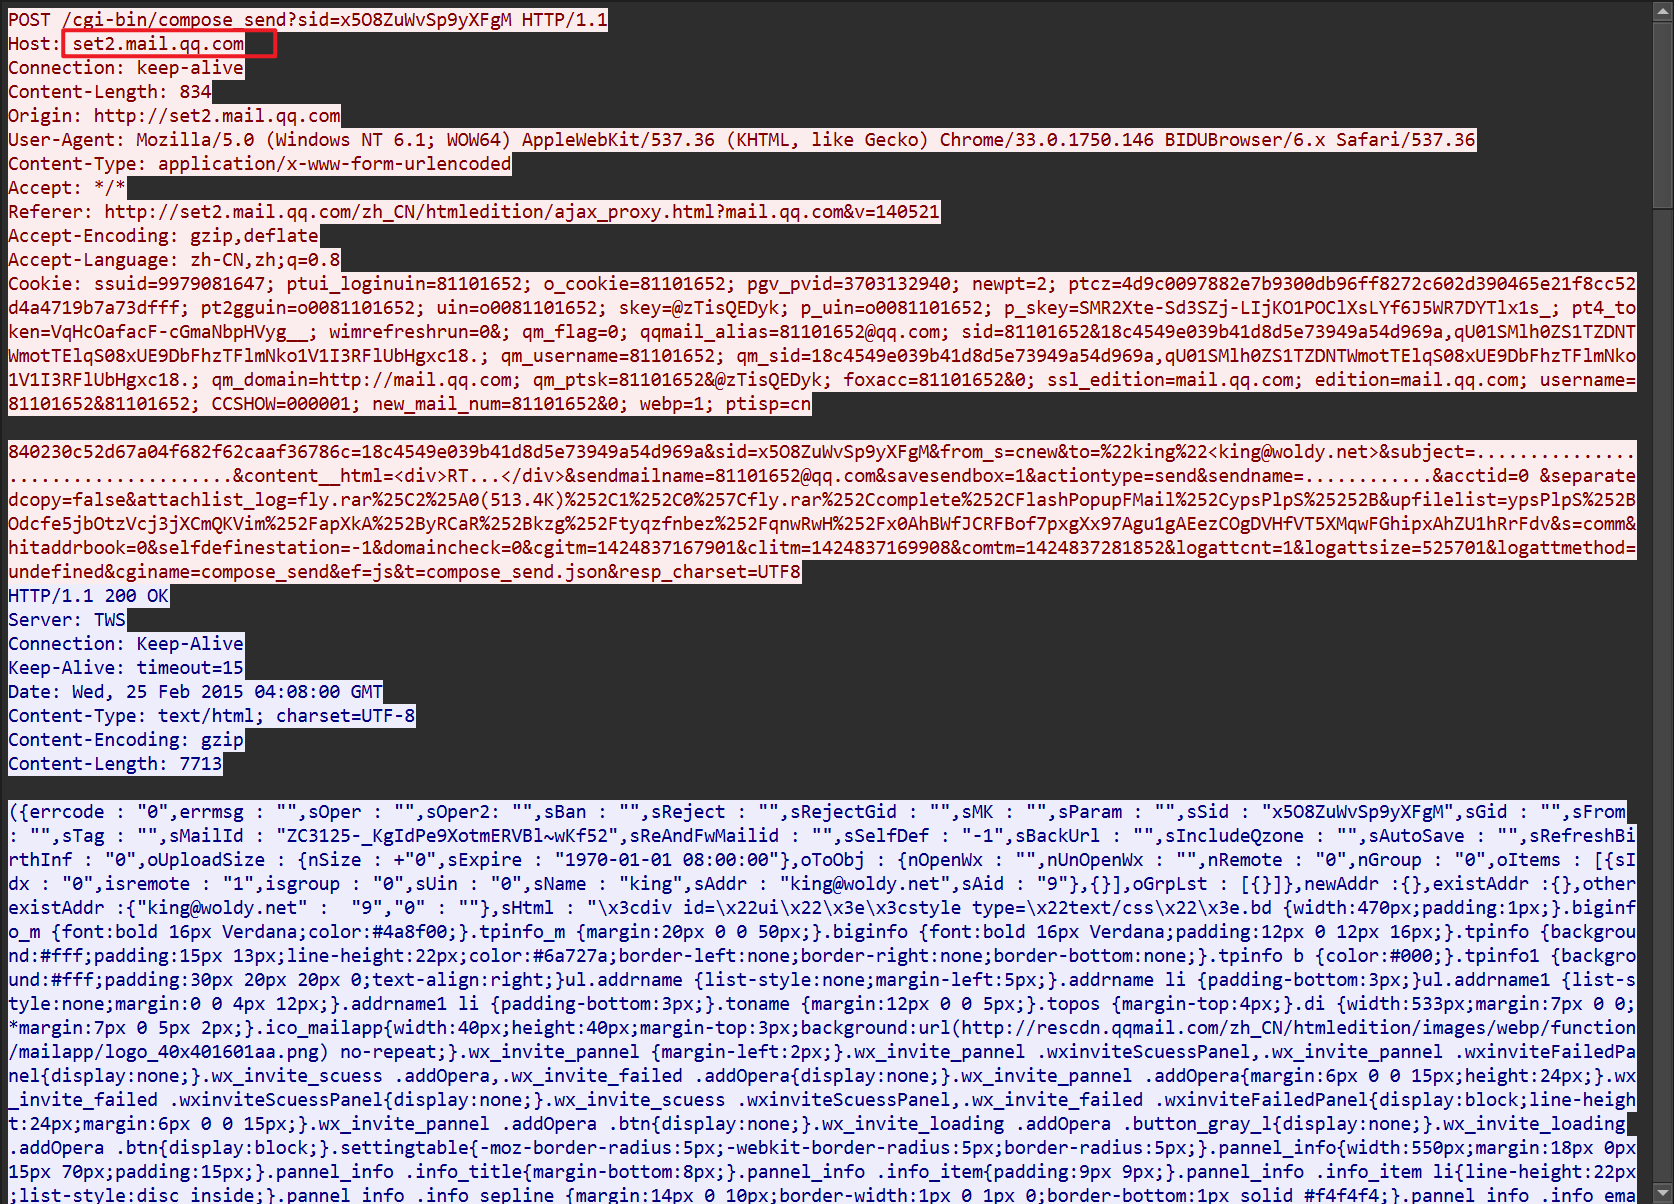 POST /cgi-bin/compose_send?sid=x5O8ZuWvSp9yXFgM HTTP/1.1
Host: set2.mail.qq.com
Connection: keep-alive
Content-Length: 834
Origin: http://set2.mail.qq.com
User-Agent: Mozilla/5.0 (Windows NT 6.1; WOW64) AppleWebKit/537.36 (KHTML, like Gecko) Chrome/33.0.1750.146 BIDUBrowser/6.x Safari/537.36
Content-Type: application/x-www-form-urlencoded
Accept: */*
Referer: http://set2.mail.qq.com/zh_CN/htmledition/ajax_proxy.html?mail.qq.com&v=140521
Accept-Encoding: gzip,deflate
Accept-Language: zh-CN,zh;q=0.8
Cookie: ssuid=9979081647; ptui_loginuin=81101652; o_cookie=81101652; pgv_pvid=3703132940; newpt=2; ptcz=4d9c0097882e7b9300db96ff8272c602d390465e21f8cc52
d4a4719b7a73dfff; pt2gguin=o0081101652; uin=o0081101652; skey=@zTisQEDyk; p_uin=o0081101652; p_skey=SMR2Xte-Sd3SZj-LIjKO1POClXsLYf6J5WR7DYTlx1s_; pt4_to
ken=VqHcOafacF-cGmaNbpHVyg__; wimrefreshrun=0&; qm_flag=0; qqmail_alias=81101652@qq.com; sid=81101652&18c4549e039b41d8d5e73949a54d969a,qU01SMlh0ZS1TZDNT
WmotTElqS08xUE9DbFhzTFlmNko1V1I3RFlUbHgxc18.; qm_username=81101652; qm_sid=18c4549e039b41d8d5e73949a54d969a,qU01SMlh0ZS1TZDNTWmotTElqS08xUE9DbFhzTFlmNko
1V1I3RFlUbHgxc18.; qm_domain=http://mail.qq.com; qm_ptsk=81101652&@zTisQEDyk; foxacc=81101652&0; ssl_edition=mail.qq.com; edition=mail.qq.com; username=
81101652&81101652; CCSHOW=000001; new_mail_num=81101652&0; webp=1; ptisp=cn
840230c52d67a04f682f62caaf36786c=18c4549e039b41d8d5e73949a54d969a&sid=x5O8ZuWvSp9yXFgM&from_s=cnew&to=%22king%22<king@woldy.net>&subject=...............
.....................&content__html=<div>RT...</div>&sendmailname=81101652@qq.com&savesendbox=1&actiontype=send&sendname=............&acctid=0 &separate
dcopy=false&attachlist_log=fly.rar%25C2%25A0(513.4K)%252C1%252C0%257Cfly.rar%252Ccomplete%252CFlashPopupFMail%252CypsPlpS%25252B&upfilelist=ypsPlpS%252B
Odcfe5jbOtzVcj3jXCmQKVim%252FapXkA%252ByRCaR%252Bkzg%252Ftyqzfnbez%252FqnwRwH%252Fx0AhBWfJCRFBof7pxgXx97Agu1gAEezCOgDVHfVT5XMqwFGhipxAhZU1hRrFdv&s=comm&
hitaddrbook=0&selfdefinestation=-1&domaincheck=0&cgitm=1424837167901&clitm=1424837169908&comtm=1424837281852&logattcnt=1&logattsize=525701&logattmethod=
undefined&cginame=compose_send&ef=js&t=compose_send.json&resp_charset=UTF8
HTTP/1.1 200 OK
Server: TWS
Connection: Keep-Alive
Keep-Alive: timeout=15
Date: Wed, 25 Feb 2015 04:08:00 GMT
Content-Type: text/html; charset=UTF-8
Content-Encoding: gzip
Content-Length: 7713
({errcode : "0",errmsg : "",sOper : "",sOper2: "",sBan : "",sReject : "",sRejectGid : "",sMK : "",sParam : "",sSid : "x5O8ZuWvSp9yXFgM",sGid : "",sFrom 
: "",sTag : "",sMailId : "ZC3125-_KgIdPe9XotmERVBl~wKf52",sReAndFwMailid : "",sSelfDef : "-1",sBackUrl : "",sIncludeQzone : "",sAutoSave : "",sRefreshBi
rthInf : "0",oUploadSize : {nSize : +"0",sExpire : "1970-01-01 08:00:00"},oToObj : {nOpenWx : "",nUnOpenWx : "",nRemote : "0",nGroup : "0",oItems : [{sI
dx : "0",isremote : "1",isgroup : "0",sUin : "0",sName : "king",sAddr : "king@woldy.net",sAid : "9"},{}],oGrpLst : [{}]},newAddr :{},existAddr :{},other
existAddr :{"king@woldy.net" :  "9","0" : ""},sHtml : "\x3cdiv id=\x22ui\x22\x3e\x3cstyle type=\x22text/css\x22\x3e.bd {width:470px;padding:1px;}.biginf
o_m {font:bold 16px Verdana;color:#4a8f00;}.tpinfo_m {margin:20px 0 0 50px;}.biginfo {font:bold 16px Verdana;padding:12px 0 12px 16px;}.tpinfo {backgrou
nd:#fff;padding:15px 13px;line-height:22px;color:#6a727a;border-left:none;border-right:none;border-bottom:none;}.tpinfo b {color:#000;}.tpinfo1 {backgro
und:#fff;padding:30px 20px 20px 0;text-align:right;}ul.addrname {list-style:none;margin-left:5px;}.addrname li {padding-bottom:3px;}ul.addrname1 {list-s
tyle:none;margin:0 0 4px 12px;}.addrname1 li {padding-bottom:3px;}.toname {margin:12px 0 0 5px;}.topos {margin-top:4px;}.di {width:533px;margin:7px 0 0;
*margin:7px 0 5px 2px;}.ico_mailapp{width:40px;height:40px;margin-top:3px;background:url(http://rescdn.qqmail.com/zh_CN/htmledition/images/webp/function
/mailapp/logo_40x401601aa.png) no-repeat;}.wx_invite_pannel {margin-left:2px;}.wx_invite_pannel .wxinviteScuessPanel,.wx_invite_pannel .wxinviteFailedPa
nel{display:none;}.wx_invite_scuess .addOpera,.wx_invite_failed .addOpera{display:none;}.wx_invite_pannel .addOpera{margin:6px 0 0 15px;height:24px;}.wx
_invite_failed .wxinviteScuessPanel{display:none;}.wx_invite_scuess .wxinviteScuessPanel,.wx_invite_failed .wxinviteFailedPanel{display:block;line-heigh
t:24px;margin:6px 0 0 15px;}.wx_invite_pannel .addOpera .btn{display:none;}.wx_invite_loading .addOpera .button_gray_l{display:none;}.wx_invite_loading 
.addOpera .btn{display:block;}.settingtable{-moz-border-radius:5px;-webkit-border-radius:5px;border-radius:5px;}.pannel_info{width:550px;margin:18px 0px 
15px 70px;padding:15px;}.pannel_info .info_title{margin-bottom:8px;}.pannel_info .info_item{padding:9px 9px;}.pannel_info .info_item li{line-height:22px
;list-style:disc inside;}.pannel_info .info_sepline {margin:14px 0 10px;border-width:1px 0 1px 0;border-bottom:1px solid #f4f4f4;}.pannel_info .info_ema